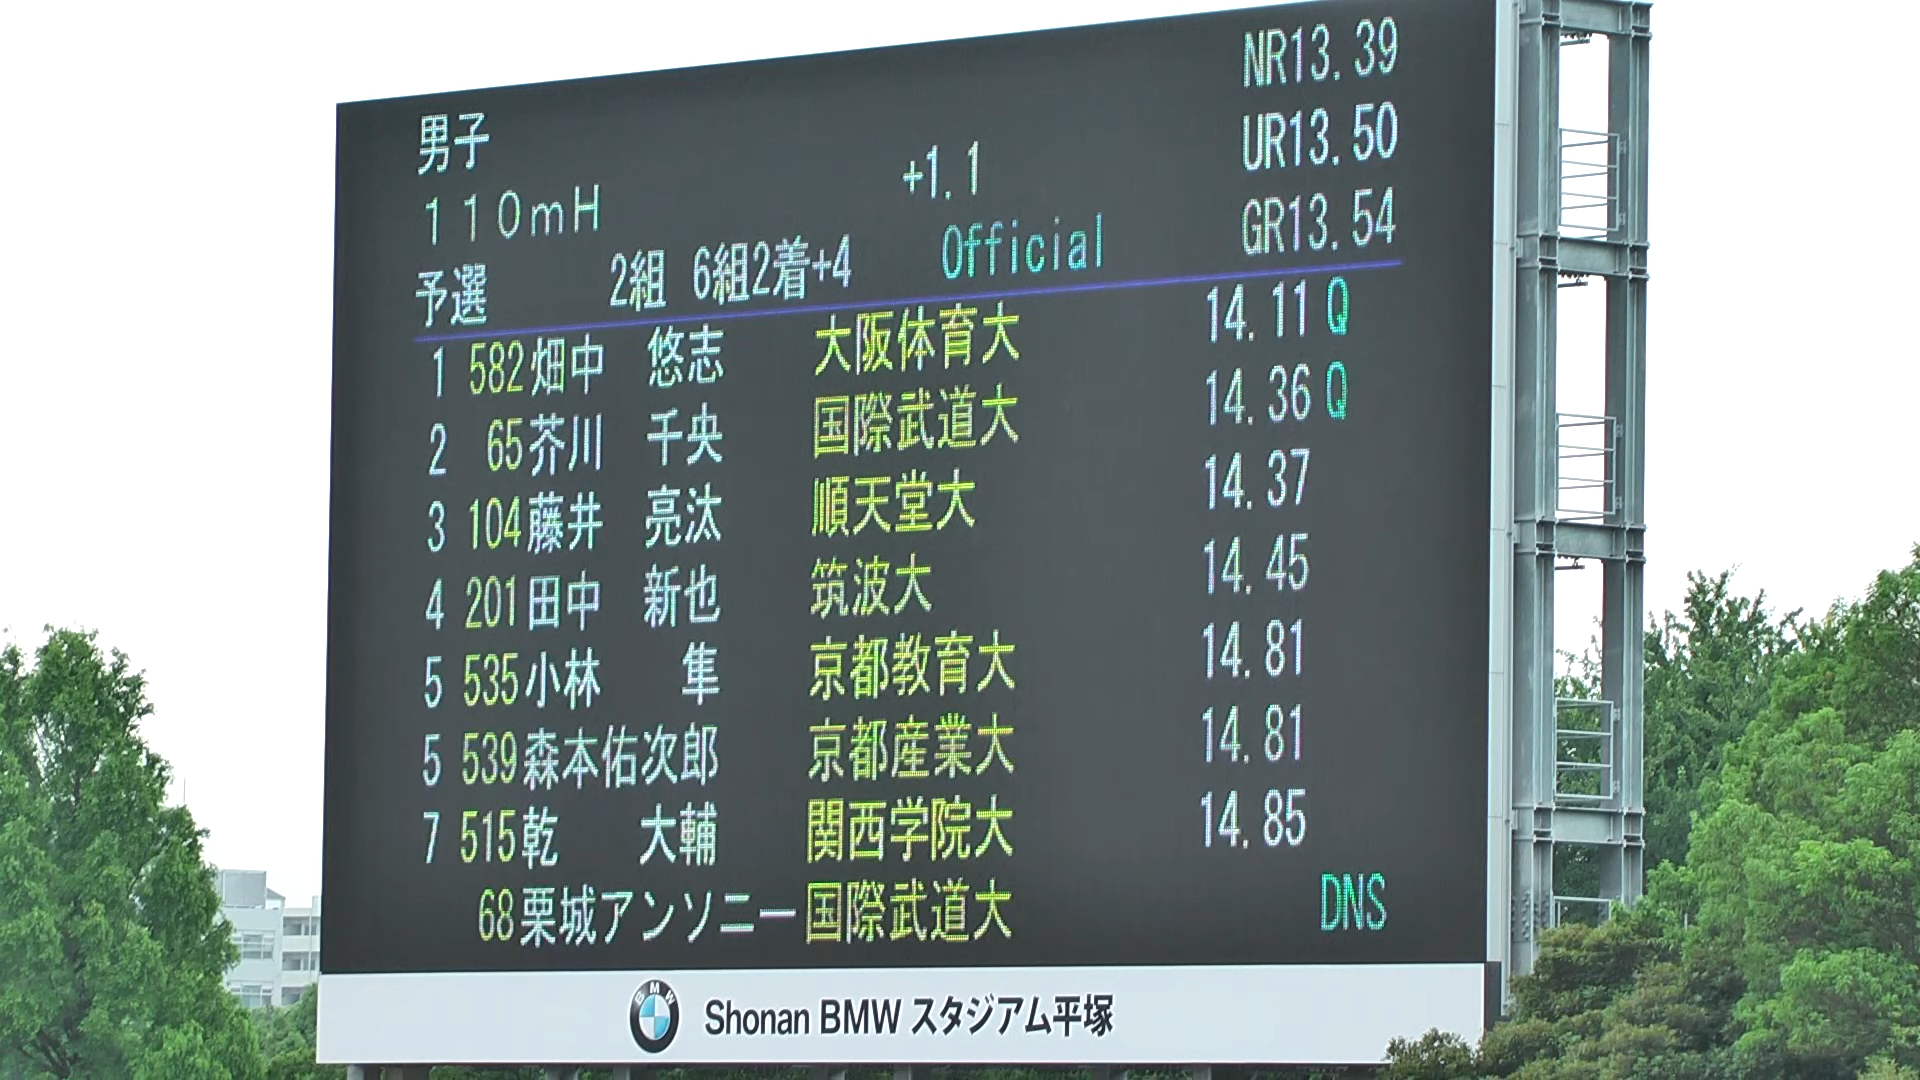 男子
NR13.39
UR13.50
１１０mH
+1.1
GR13.54
予選 2組 6組2着+4 Official
1 582 畑中 悠志 大阪体育大 14.11 Q
2 65 芥川 千央 国際武道大 14.36 Q
3 104 藤井 亮汰 順天堂大 14.37
4 201 田中 新也 筑波大 14.45
5 535 小林 隼 京都教育大 14.81
5 539 森本佑次郎 京都産業大 14.81
7 515 乾 大輔 関西学院大 14.85
68 栗城アンソニー 国際武道大 DNS
BMW Shonan BMW スタジアム平塚